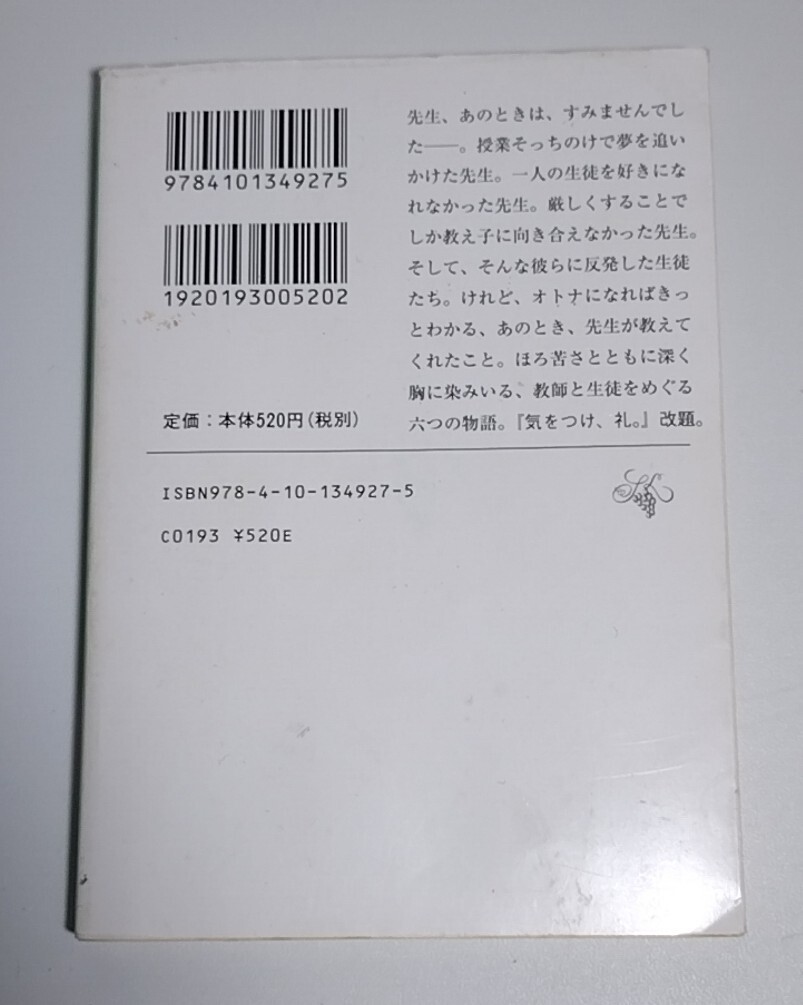 9784101349275
1920193005202
定価：本体520円（税別）
先生、あのときは、すみませんでし
た――。授業そっちのけで夢を追い
かけた先生。一人の生徒を好きにな
れなかった先生。厳しくすることで
しか教え子に向き合えなかった先生。
そして、そんな彼らに反発した生徒
たち。けれど、オトナになればきっ
とわかる、あのとき、先生が教えて
くれたこと。ほろ苦さとともに深く
胸に染みいる、教師と生徒をめぐる
六つの物語。『気をつけ、礼。』改題。
ISBN978-4-10-134927-5
C0193 ¥520E